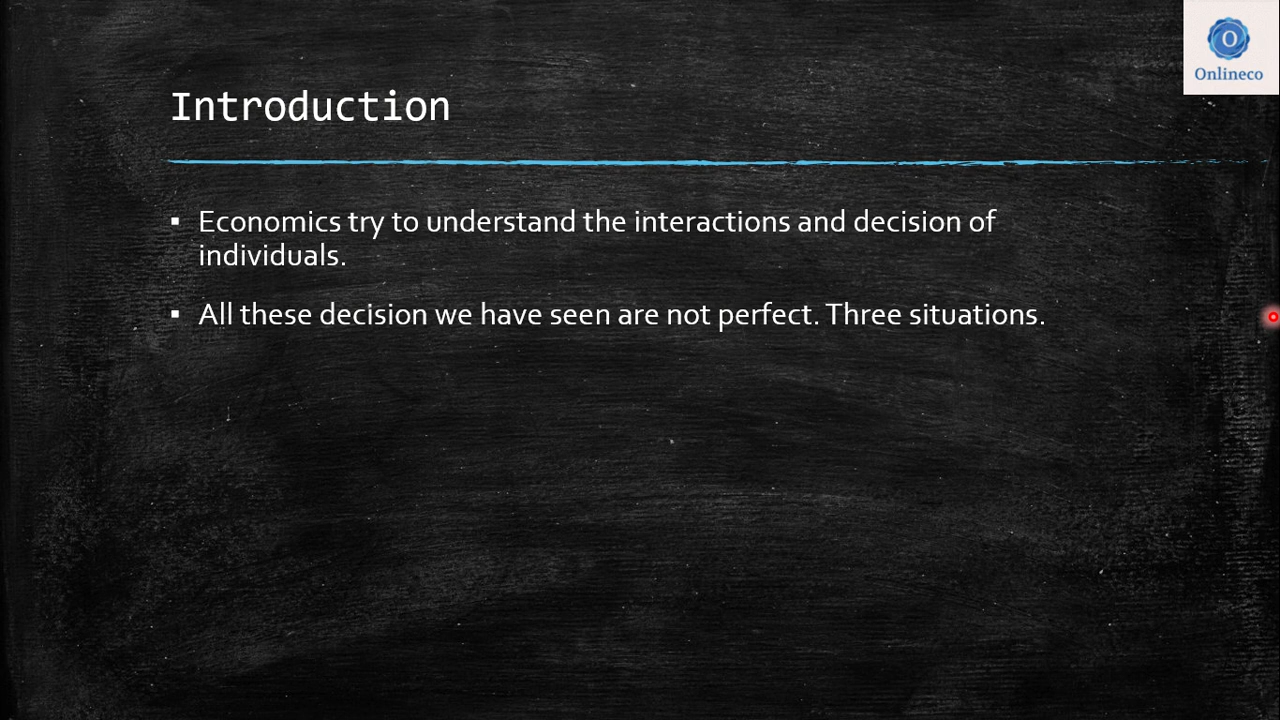 O
Onlineco
Introduction
▪ Economics try to understand the interactions and decision of
individuals.
▪ All these decision we have seen are not perfect. Three situations.